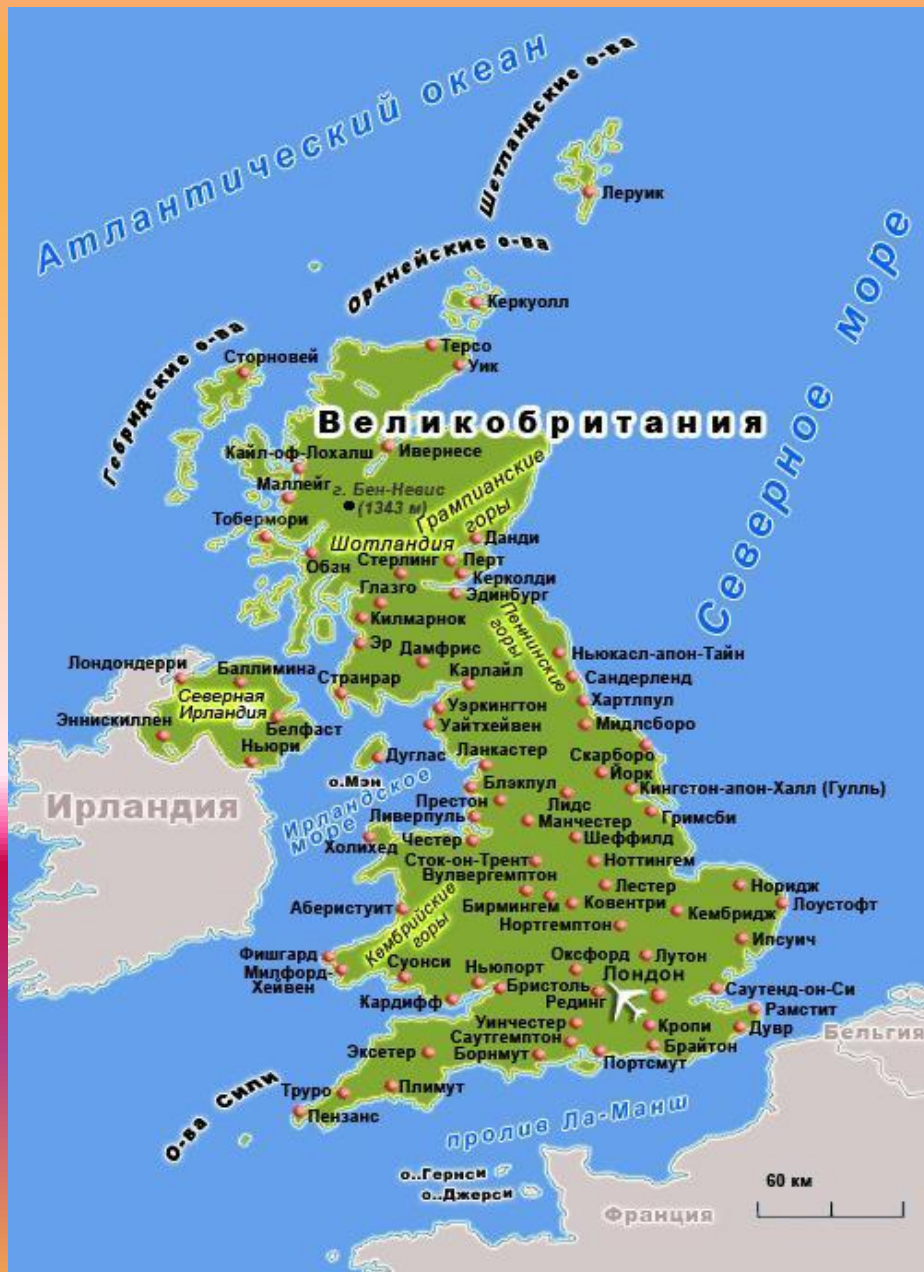 Атлантический океан
Шетландские о-ва
Леруик
Оркнейские о-ва
Северное море
Керкуолл
Гебридские о-ва
Терсо
Сторновей
Уик
Великобритания
Кайл-оф-Лохалш
Ивернесе
Маллейг
г. Бен-Невис
(1343 м)
Грампианские
горы
Тобермори
Шотландия
Данди
Обан
Стерлинг
Перт
Керколди
Глазго
Эдинбург
Килмарнок
Пеннинские
горы
Эр
Дамфрис
Ньюкасл-апон-Тайн
Лондондерри
Баллимина
Карлайл
Сандерленд
Странрар
Северная
Ирландия
Хартлпул
Уэркингтон
Эннискиллен
Белфаст
Уайтхейвен
Мидлсборо
Ньюри
Дуглас
Ланкастер
Скарборо
о.Мэн
Йорк
Ирландия
Ирландское
море
Блэкпул
Кингстон-апон-Халл (Гулль)
Престон
Лидс
Ливерпуль
Манчестер
Гримсби
Холихед
Честер
Шеффилд
Сток-он-Трент
Ноттингем
Вулвергемптон
Лестер
Норидж
Аберистуит
Бирмингем
Ковентри
Кембридж
Лоустофт
Кембрийские
горы
Нортгемптон
Ипсуич
Фишгард
Оксфорд
Лутон
Милфорд-
Хейвен
Суонси
Ньюпорт
Лондон
Бристоль
Саутенд-он-Си
Кардифф
Рединг
Рамстит
Уинчестер
Кропи
Дувр
Бельгия
Саутгемптон
Эксетер
Борнмут
Брайтон
Портсмут
О-ва Сили
Труро
Плимут
Пензанс
пролив Ла-Манш
о..Гернси
о..Джерси
60 км
Франция